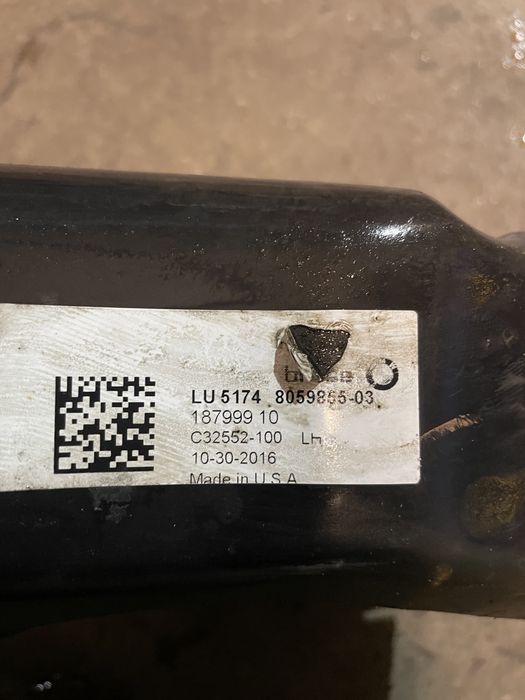 LU 5174 8059855-03
187999 10
C32552-100 LH
10-30-2016
Made in U.S.A